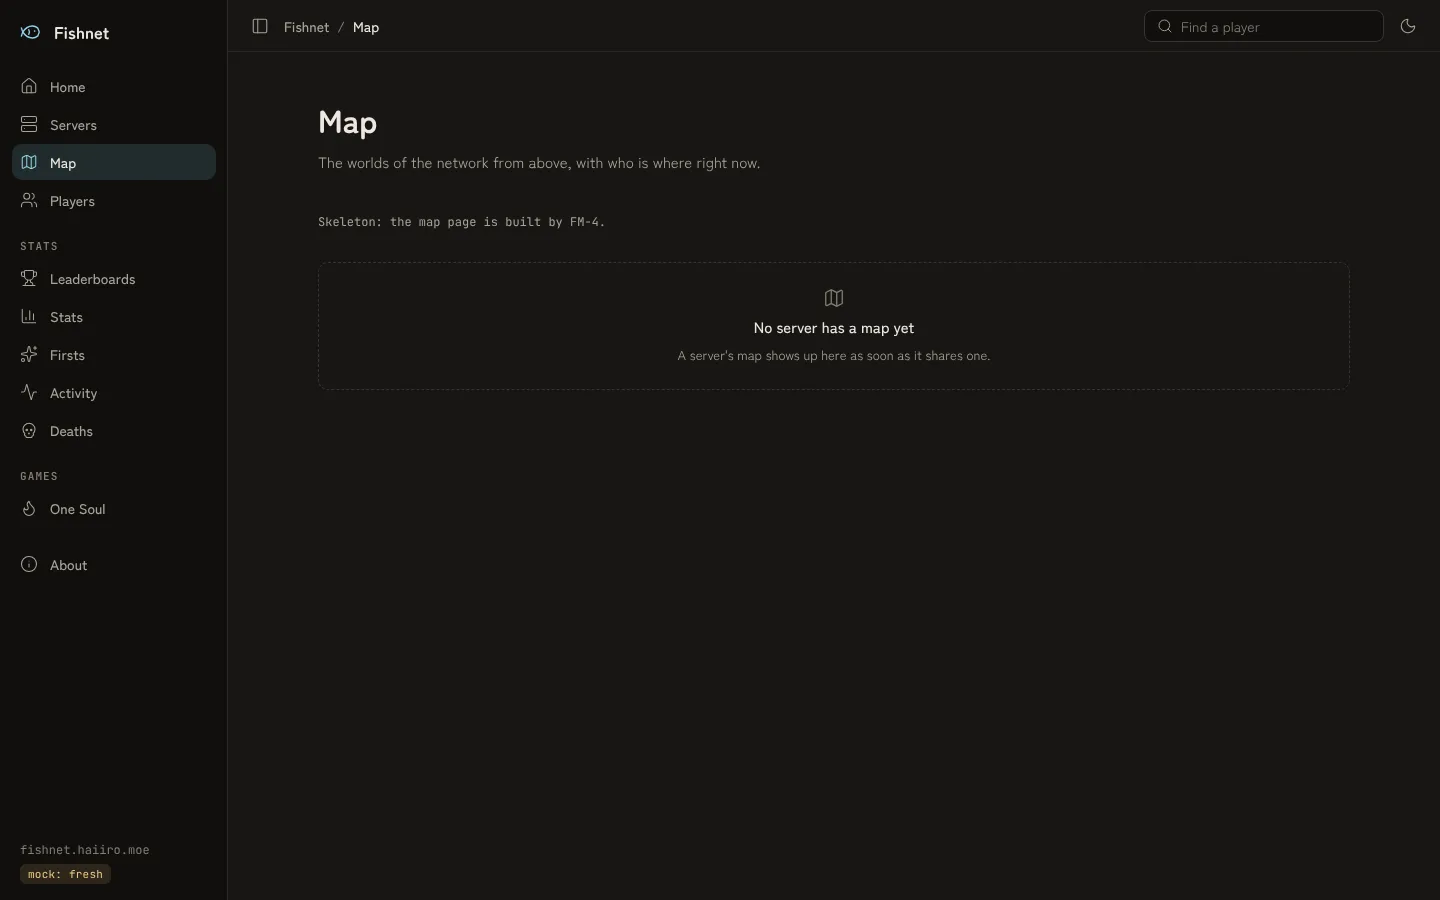 Fishnet
Home
Servers
Map
Players
STATS
Leaderboards
Stats
Firsts
Activity
Deaths
GAMES
One Soul
About
fishnet.haiiro.moe
mock: fresh
Fishnet / Map
Find a player
Map
The worlds of the network from above, with who is where right now.
Skeleton: the map page is built by FM-4.
No server has a map yet
A server's map shows up here as soon as it shares one.